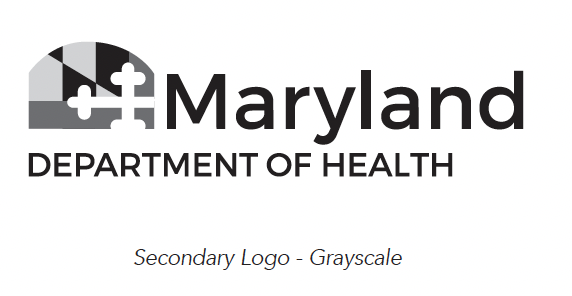 Maryland
DEPARTMENT OF HEALTH
Secondary Logo - Grayscale